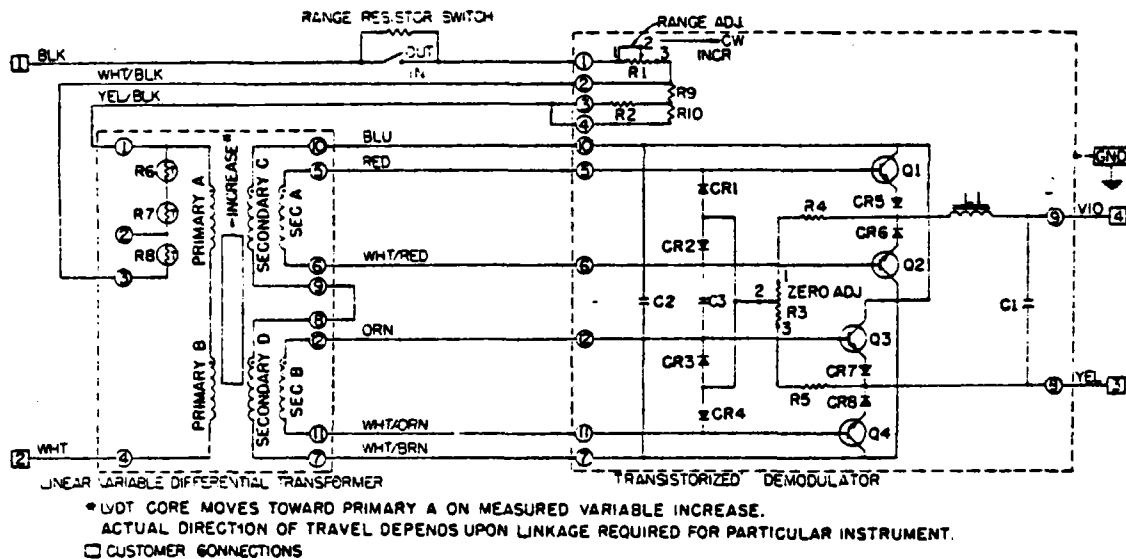 RANGE RESISTOR SWITCH
RANGE ADJ.
1 2 3
CW
INCR
OUT
IN
1 BLK
1
R1
WHT/BLK
2
R9
YEL/BLK
3
R2
R10
4
1
R6
R7
2
R8
3
PRIMARY A
INCREASE*
SECONDARY C
SEC A
10 BLU 10
5 RED 5
CR1
Q1
CR5
R4
CR6
GND
9 VIO 4
CR2
6 WHT/RED 6
Q2
9
8
C2
C3
1
2
ZERO ADJ
R3
3
C1
PRIMARY B
SECONDARY D
SEC B
12 ORN 12
Q3
CR3
CR7
R5
CR8
8 YEL 3
CR4
11 WHT/ORN 11
Q4
2 WHT
4
7 WHT/BRN 7
LINEAR VARIABLE DIFFERENTIAL TRANSFORMER
TRANSISTORIZED DEMODULATOR
* LVDT CORE MOVES TOWARD PRIMARY A ON MEASURED VARIABLE INCREASE.
ACTUAL DIRECTION OF TRAVEL DEPENDS UPON LINKAGE REQUIRED FOR PARTICULAR INSTRUMENT.
CUSTOMER CONNECTIONS